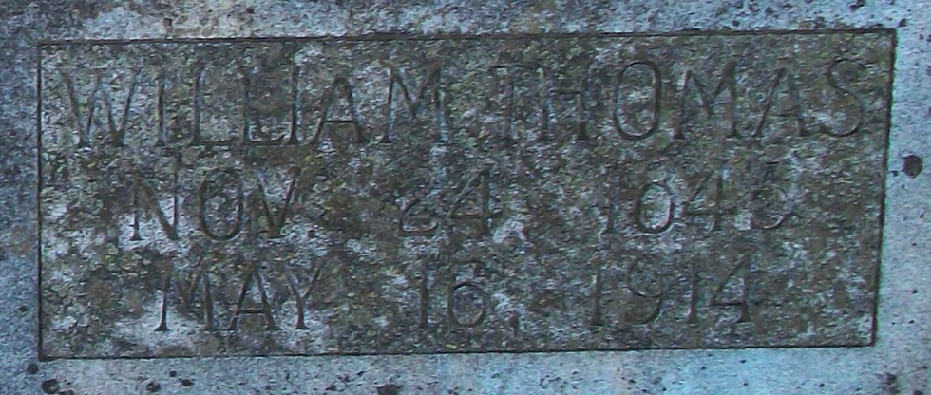 WILLIAM THOMAS
NOV 24 1845
MAY 16, 1914